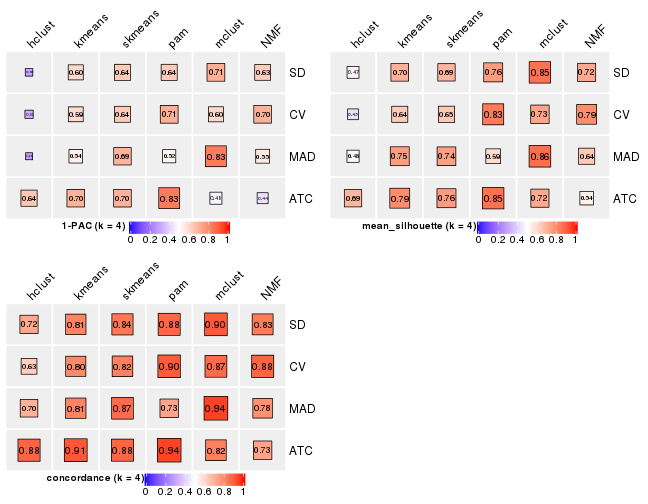 hclust kmeans skmeans pam mclust NMF
0.60 0.64 0.64 0.71 0.63 SD
0.59 0.64 0.71 0.60 0.70 CV
0.54 0.69 0.52 0.83 0.55 MAD
0.64 0.70 0.70 0.83 0.48 0.44 ATC
1-PAC (k = 4)
0 0.2 0.4 0.6 0.8 1
hclust kmeans skmeans pam mclust NMF
0.47 0.70 0.69 0.76 0.85 0.72 SD
0.64 0.65 0.83 0.73 0.79 CV
0.48 0.75 0.74 0.59 0.86 0.64 MAD
0.69 0.79 0.76 0.85 0.72 0.54 ATC
mean_silhouette (k = 4)
0 0.2 0.4 0.6 0.8 1
hclust kmeans skmeans pam mclust NMF
0.72 0.81 0.84 0.88 0.90 0.83 SD
0.63 0.80 0.82 0.90 0.87 0.88 CV
0.70 0.81 0.87 0.73 0.94 0.78 MAD
0.88 0.91 0.88 0.94 0.82 0.73 ATC
concordance (k = 4)
0 0.2 0.4 0.6 0.8 1